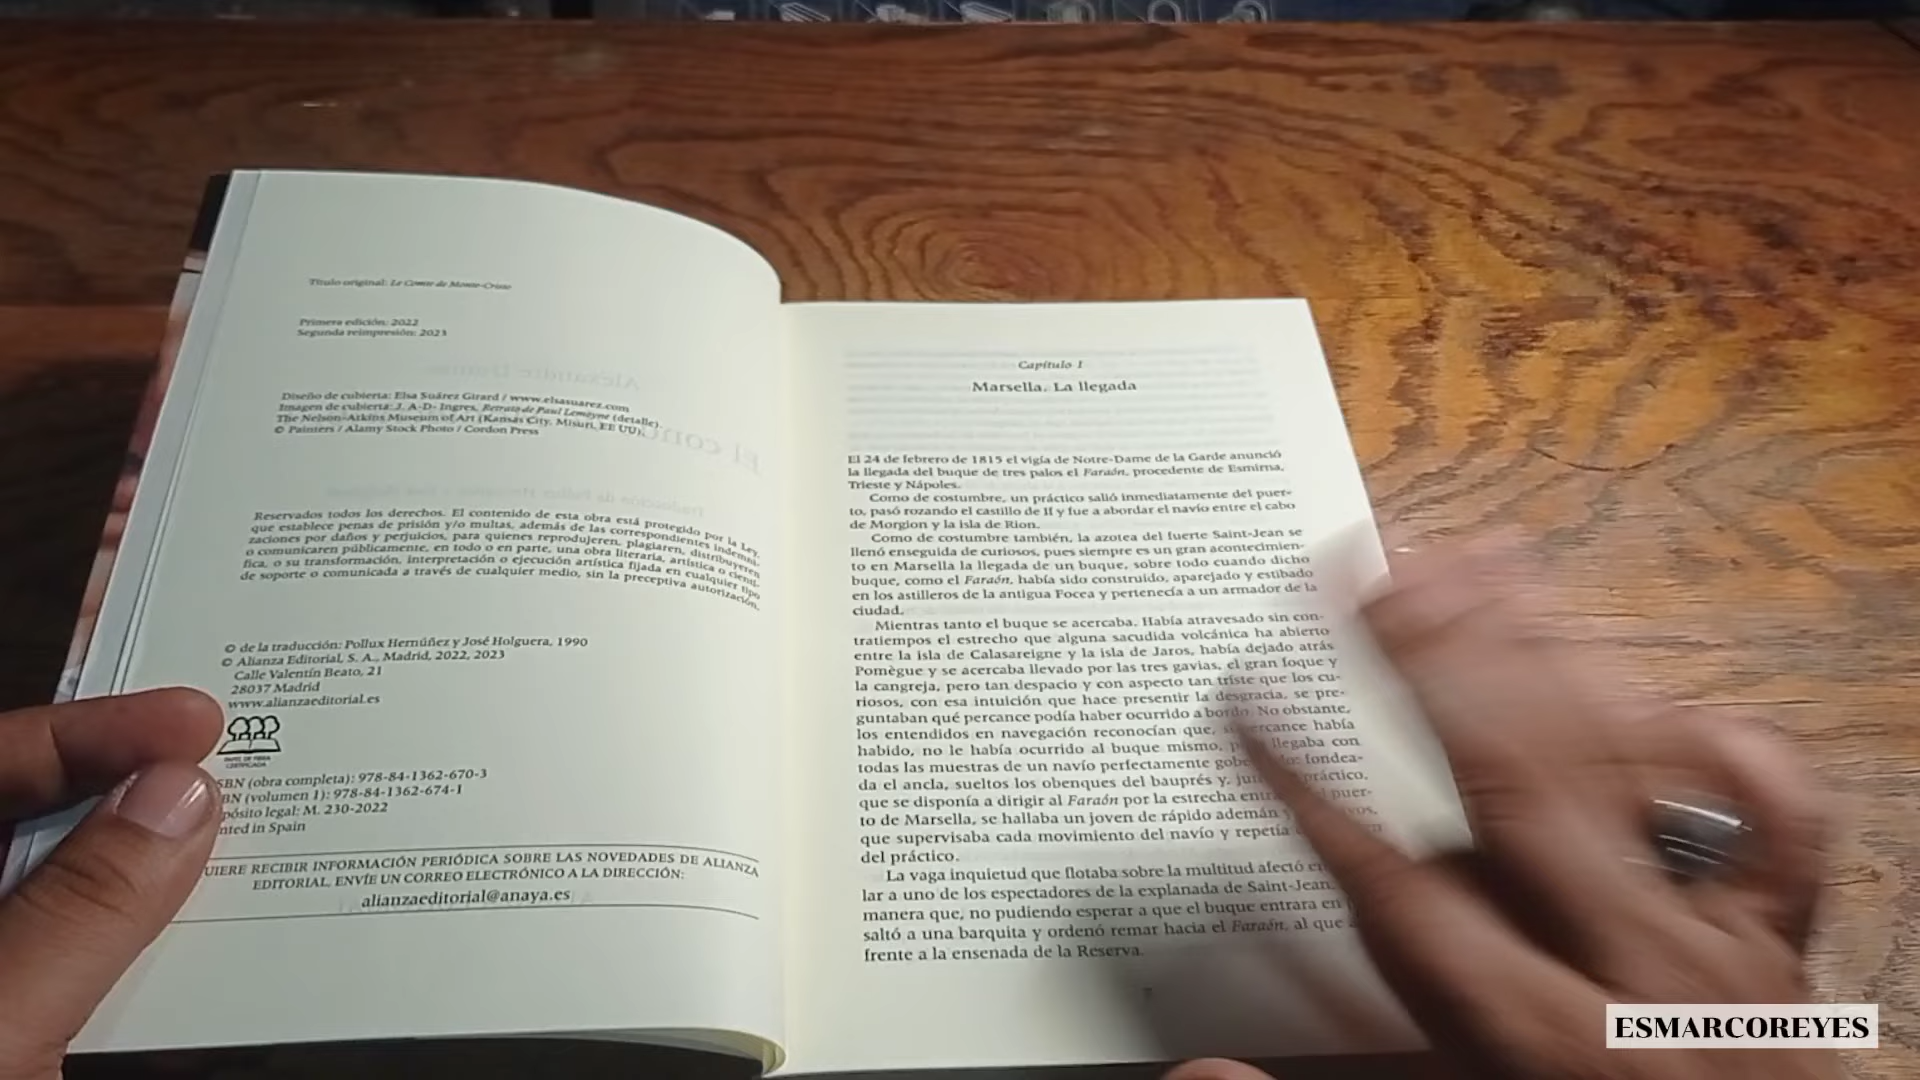 Título original: Le Comte de Monte-Cristo
Primera edición: 2022
Segunda reimpresión: 2023
Diseño de cubierta: Elsa Suárez Girard / www.elsasuarez.com
Imagen de cubierta: J. A-D- Ingres, Retrato de Paul Lemoyne (detalle).
The Nelson-Atkins Museum of Art (Kansas City, Misuri, EE UU).
© Painters / Alamy Stock Photo / Cordon Press
Reservados todos los derechos. El contenido de esta obra está protegido por la Ley,
que establece penas de prisión y/o multas, además de las correspondientes indemni-
zaciones por daños y perjuicios, para quienes reprodujeren, plagiaren, distribuyeren
o comunicaren públicamente, en todo o en parte, una obra literaria, artística o cientí-
fica, o su transformación, interpretación o ejecución artística fijada en cualquier tipo
de soporte o comunicada a través de cualquier medio, sin la preceptiva autorización.
© de la traducción: Pollux Hernúñez y José Holguera, 1990
© Alianza Editorial, S. A., Madrid, 2022, 2023
Calle Valentín Beato, 21
28037 Madrid
www.alianzaeditorial.es
PAPEL DE FIBRA
CERTIFICADA
SBN (obra completa): 978-84-1362-670-3
BN (volumen 1): 978-84-1362-674-1
pósito legal: M. 230-2022
nted in Spain
UIERE RECIBIR INFORMACIÓN PERIÓDICA SOBRE LAS NOVEDADES DE ALIANZA
EDITORIAL, ENVÍE UN CORREO ELECTRÓNICO A LA DIRECCIÓN:
alianzaeditorial@anaya.es
Capítulo I
Marsella. La llegada
El 24 de febrero de 1815 el vigía de Notre-Dame de la Garde anunció
la llegada del buque de tres palos el Faraón, procedente de Esmirna,
Trieste y Nápoles.
Como de costumbre, un práctico salió inmediatamente del puer-
to, pasó rozando el castillo de If y fue a abordar el navío entre el cabo
de Morgion y la isla de Rion.
Como de costumbre también, la azotea del fuerte Saint-Jean se
llenó enseguida de curiosos, pues siempre es un gran acontecimien-
to en Marsella la llegada de un buque, sobre todo cuando dicho
buque, como el Faraón, había sido construido, aparejado y estibado
en los astilleros de la antigua Focea y pertenecía a un armador de la
ciudad.
Mientras tanto el buque se acercaba. Había atravesado sin con-
tratiempos el estrecho que alguna sacudida volcánica ha abierto
entre la isla de Calasareigne y la isla de Jaros, había dejado atrás
Pomègue y se acercaba llevado por las tres gavias, el gran foque y
la cangreja, pero tan despacio y con aspecto tan triste que los cu-
riosos, con esa intuición que hace presentir la desgracia, se pre-
guntaban qué percance podía haber ocurrido a bordo. No obstante,
los entendidos en navegación reconocían que, si percance había
habido, no le había ocurrido al buque mismo, llegaba con
todas las muestras de un navío perfectamente fondea-
da el ancla, sueltos los obenques del bauprés y, práctico,
que se disponía a dirigir al Faraón por la estrecha puer-
to de Marsella, se hallaba un joven de rápido ademán
que supervisaba cada movimiento del navío y repetía
del práctico.
La vaga inquietud que flotaba sobre la multitud afectó
lar a uno de los espectadores de la explanada de Saint-Jean,
manera que, no pudiendo esperar a que el buque entrara en
saltó a una barquita y ordenó remar hacia el Faraón, al que
frente a la ensenada de la Reserva.
7
ESMARCOREYES